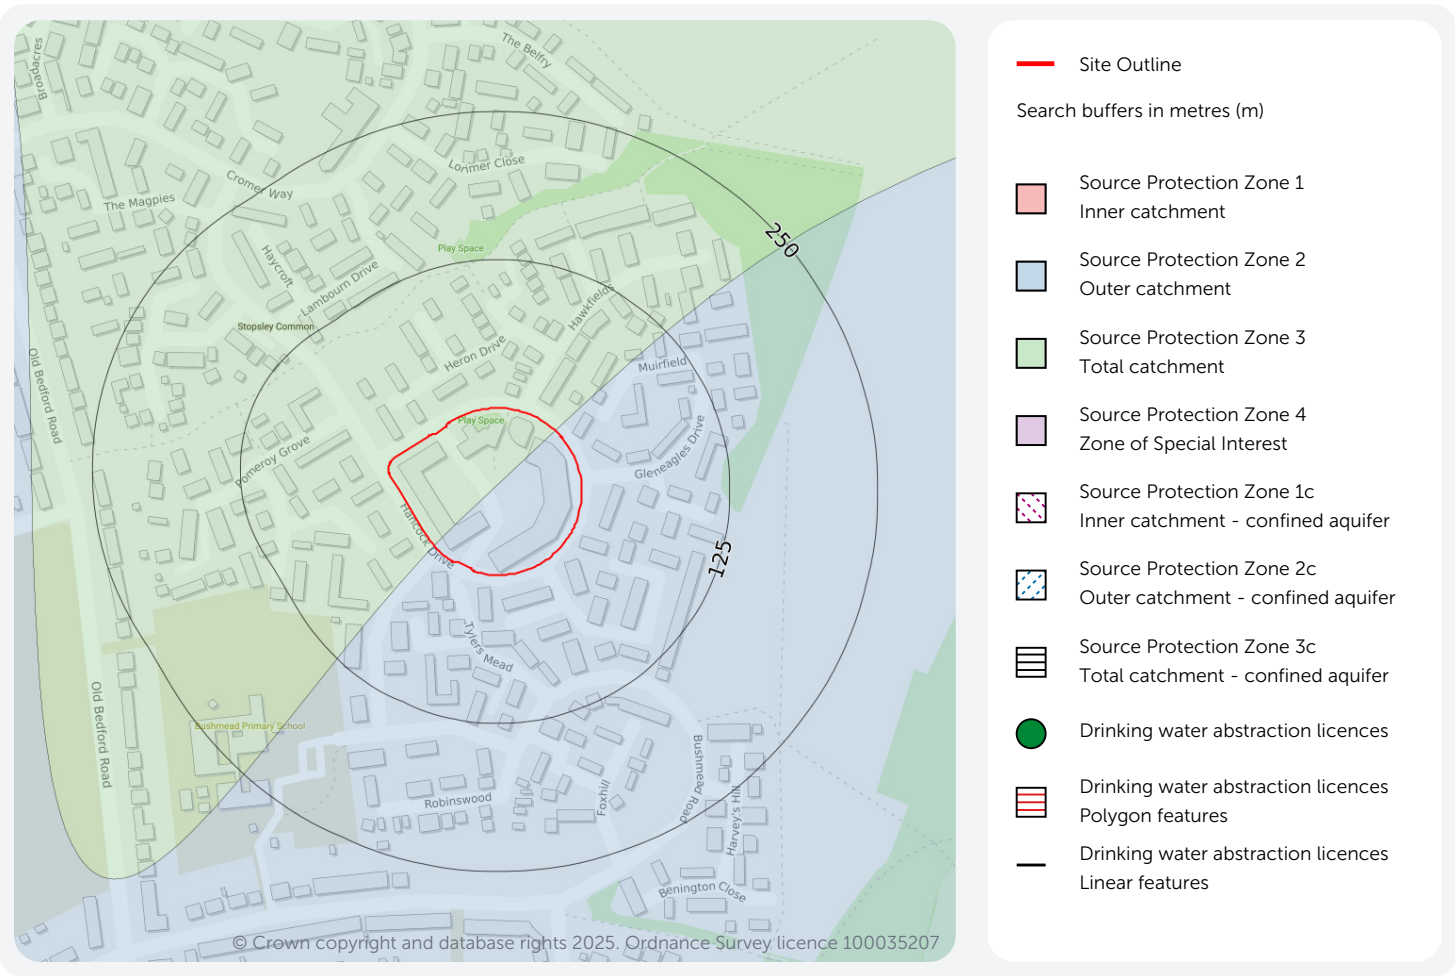 Broadacres
The Belfry
Lorimer Close
Cromer Way
The Magpies
250
Play Space
Haycroft
Lambourn Drive
Hawkfields
Stopsley Common
Heron Drive
Muirfield
Old Bedford Road
Play Space
Pomeroy Grove
Gleneagles Drive
Hancock Drive
125
Tylers Mead
Old Bedford Road
Bushmead Primary School
Bushmead Road
Robinswood
Foxhill
Harvey's Hill
Benington Close
© Crown copyright and database rights 2025. Ordnance Survey licence 100035207
Site Outline
Search buffers in metres (m)
Source Protection Zone 1
Inner catchment
Source Protection Zone 2
Outer catchment
Source Protection Zone 3
Total catchment
Source Protection Zone 4
Zone of Special Interest
Source Protection Zone 1c
Inner catchment - confined aquifer
Source Protection Zone 2c
Outer catchment - confined aquifer
Source Protection Zone 3c
Total catchment - confined aquifer
Drinking water abstraction licences
Drinking water abstraction licences
Polygon features
Drinking water abstraction licences
Linear features